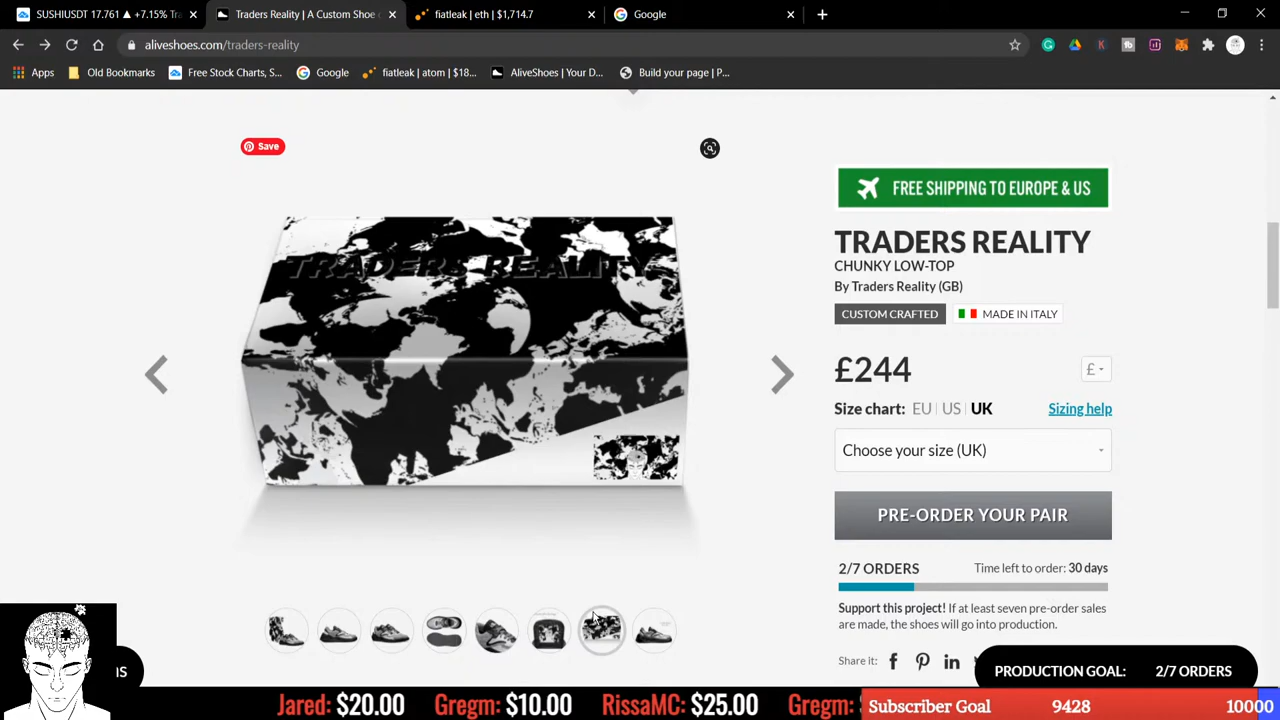 SUSHIUSDT 17.761 ▲ +7.15% Tra
Traders Reality | A Custom Shoe c
fiatleak | eth | $1,714.7
Google
aliveshoes.com/traders-reality
Apps
Old Bookmarks
Free Stock Charts, S...
Google
fiatleak | atom | $18...
AliveShoes | Your D...
Build your page | P...
Save
TRADERS REALITY
FREE SHIPPING TO EUROPE & US
TRADERS REALITY
CHUNKY LOW-TOP
By Traders Reality (GB)
CUSTOM CRAFTED
MADE IN ITALY
£244
£
Size chart: EU US UK
Sizing help
Choose your size (UK)
PRE-ORDER YOUR PAIR
2/7 ORDERS
Time left to order: 30 days
Support this project! If at least seven pre-order sales
are made, the shoes will go into production.
Share it:
PRODUCTION GOAL: 2/7 ORDERS
Jared: $20.00 Gregm: $10.00 RissaMC: $25.00 Gregm:
Subscriber Goal 9428 10000